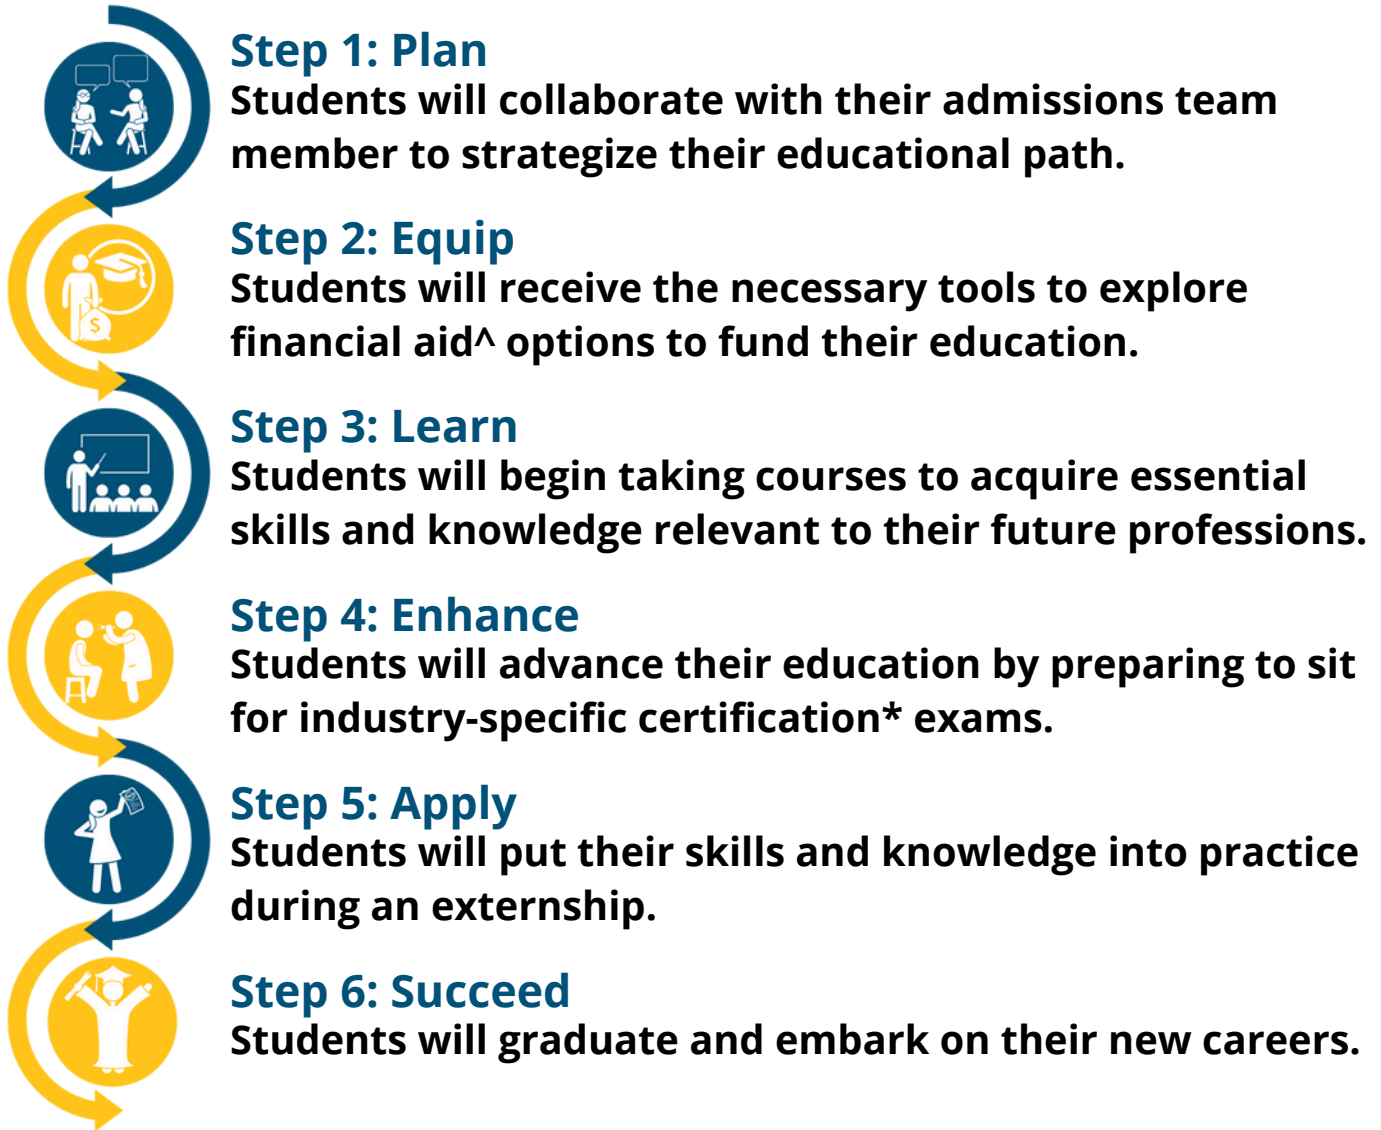 Step 1: Plan
Students will collaborate with their admissions team
member to strategize their educational path.
Step 2: Equip
Students will receive the necessary tools to explore
financial aid^ options to fund their education.
$
Step 3: Learn
Students will begin taking courses to acquire essential
skills and knowledge relevant to their future professions.
Step 4: Enhance
Students will advance their education by preparing to sit
for industry-specific certification* exams.
Step 5: Apply
Students will put their skills and knowledge into practice
during an externship.
Step 6: Succeed
Students will graduate and embark on their new careers.